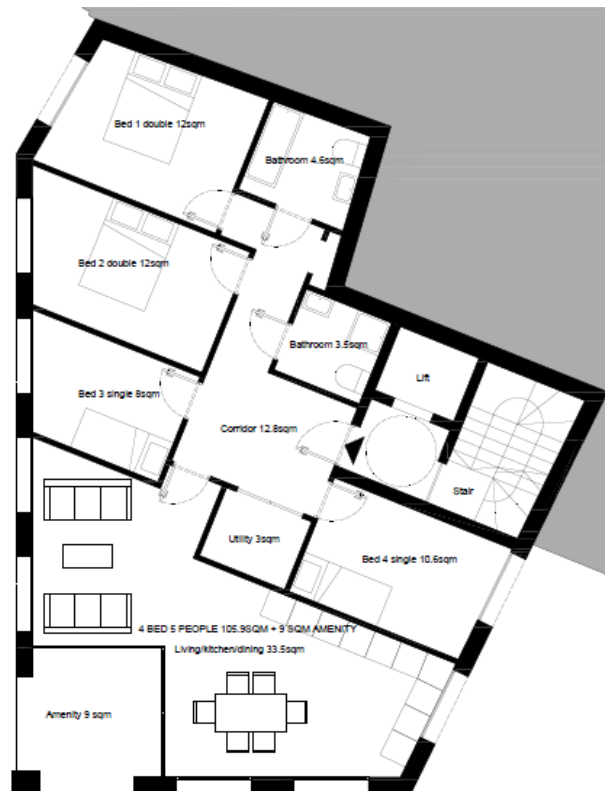 Bed 1 double 12sqm
Bathroom 4.6sqm
Bed 2 double 12sqm
Bathroom 3.5sqm
Lift
Bed 3 single 8sqm
Corridor 12.8sqm
Stair
Utility 3sqm
Bed 4 single 10.6sqm
4 BED 5 PEOPLE 105.9SQM + 9 SQM AMENITY
Living/kitchen/dining 33.5sqm
Amenity 9 sqm